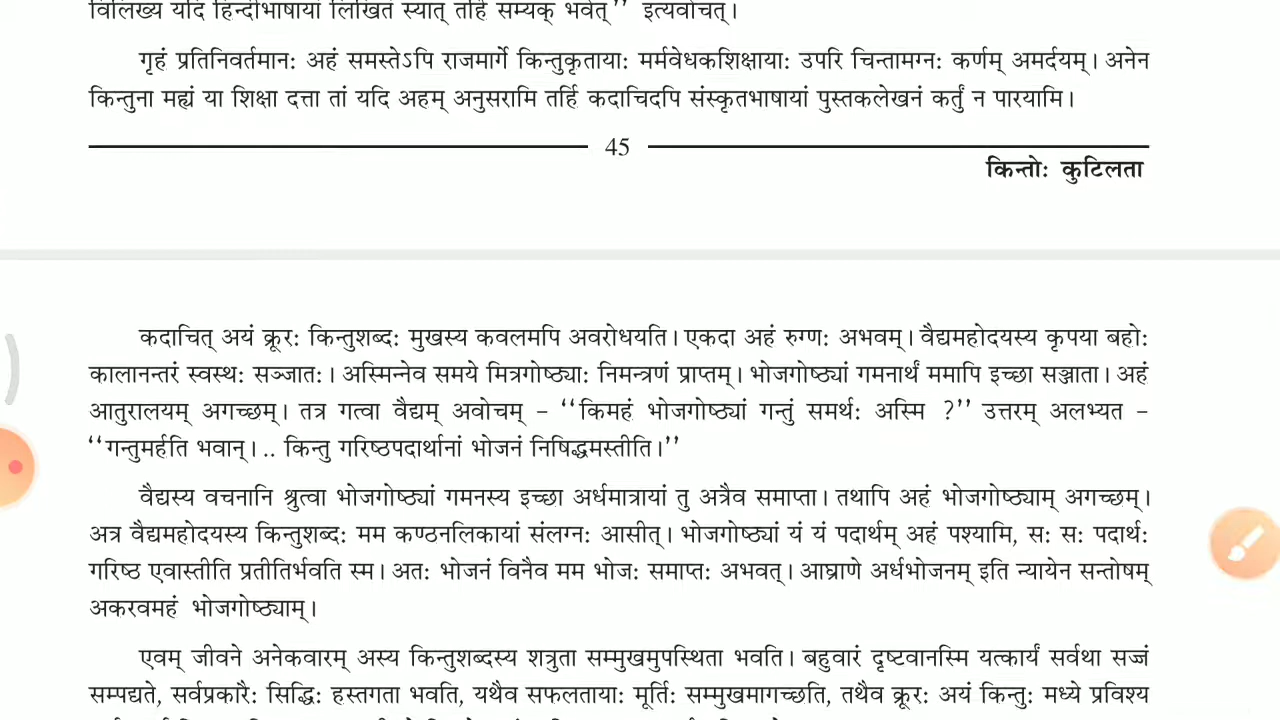 विलिख्य यदि हिन्दीभाषायां लिखितं स्यात् तर्हि सम्यक् भवेत्” इत्यवोचत्।
गृहं प्रतिनिवर्तमानः अहं समस्तेऽपि राजमार्गे किन्तुकृतायाः मर्मवेधकशिक्षायाः उपरि चिन्तामग्नः कर्णम् अमर्दयम्। अनेन
किन्तुना मह्यं या शिक्षा दत्ता तां यदि अहम् अनुसरामि तर्हि कदाचिदपि संस्कृतभाषायां पुस्तकलेखनं कर्तुं न पारयामि।
45
किन्तोः कुटिलता
कदाचित् अयं क्रूरः किन्तुशब्दः मुखस्य कवलमपि अवरोधयति। एकदा अहं रुग्णः अभवम्। वैद्यमहोदयस्य कृपया बहोः
कालानन्तरं स्वस्थः सञ्जातः। अस्मिन्नेव समये मित्रगोष्ठ्याः निमन्त्रणं प्राप्तम्। भोजगोष्ठ्यां गमनार्थं ममापि इच्छा सञ्जाता। अहं
आतुरालयम् अगच्छम्। तत्र गत्वा वैद्यम् अवोचम् – “किमहं भोजगोष्ठ्यां गन्तुं समर्थः अस्मि ?” उत्तरम् अलभ्यत –
“गन्तुमर्हति भवान्। .. किन्तु गरिष्ठपदार्थानां भोजनं निषिद्धमस्तीति।”
वैद्यस्य वचनानि श्रुत्वा भोजगोष्ठ्यां गमनस्य इच्छा अर्धमात्रायां तु अत्रैव समाप्ता। तथापि अहं भोजगोष्ठ्याम् अगच्छम्।
अत्र वैद्यमहोदयस्य किन्तुशब्दः मम कण्ठनलिकायां संलग्नः आसीत्। भोजगोष्ठ्यां यं यं पदार्थम् अहं पश्यामि, सः सः पदार्थः
गरिष्ठ एवास्तीति प्रतीतिर्भवति स्म। अतः भोजनं विनैव मम भोजः समाप्तः अभवत्। आघ्राणे अर्धभोजनम् इति न्यायेन सन्तोषम्
अकरवमहं भोजगोष्ठ्याम्।
एवम् जीवने अनेकवारम् अस्य किन्तुशब्दस्य शत्रुता सम्मुखमुपस्थिता भवति। बहुवारं दृष्टवानस्मि यत्कार्यं सर्वथा सज्जं
सम्पद्यते, सर्वप्रकारैः सिद्धिः हस्तगता भवति, यथैव सफलतायाः मूर्तिः सम्मुखमागच्छति, तथैव क्रूरः अयं किन्तुः मध्ये प्रविश्य